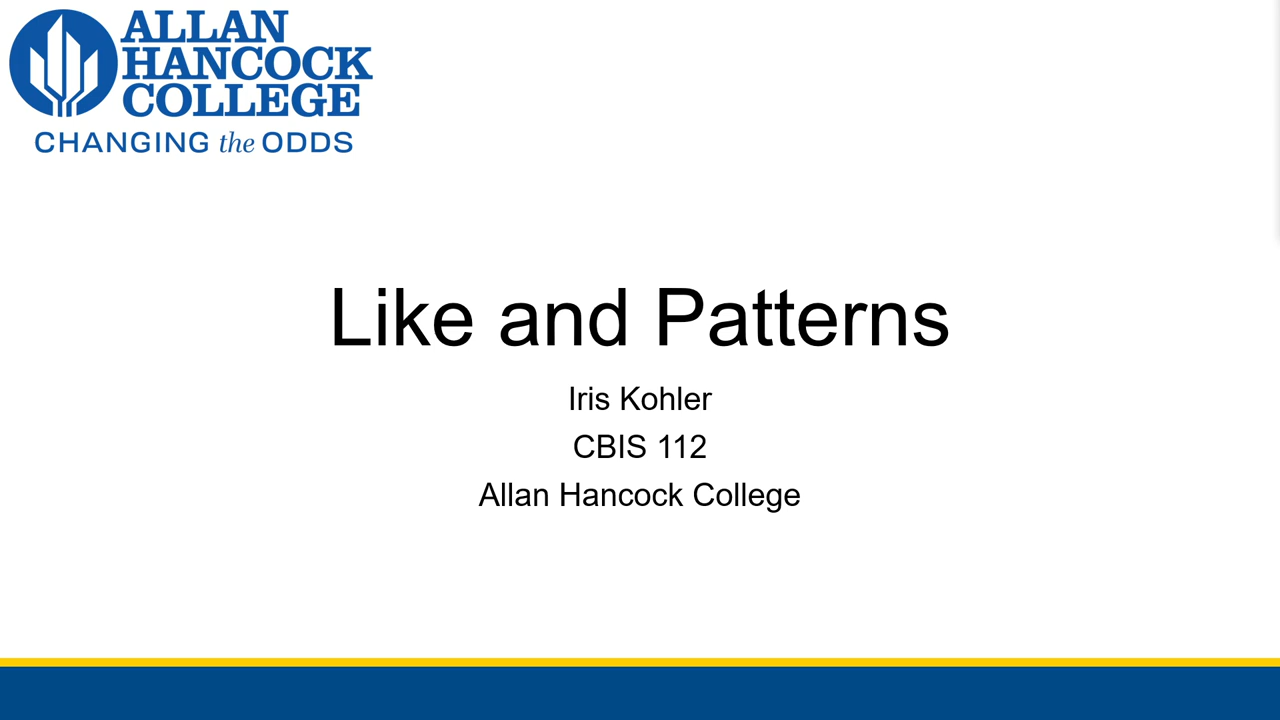 ALLAN
HANCOCK
COLLEGE
CHANGING the ODDS
Like and Patterns
Iris Kohler
CBIS 112
Allan Hancock College